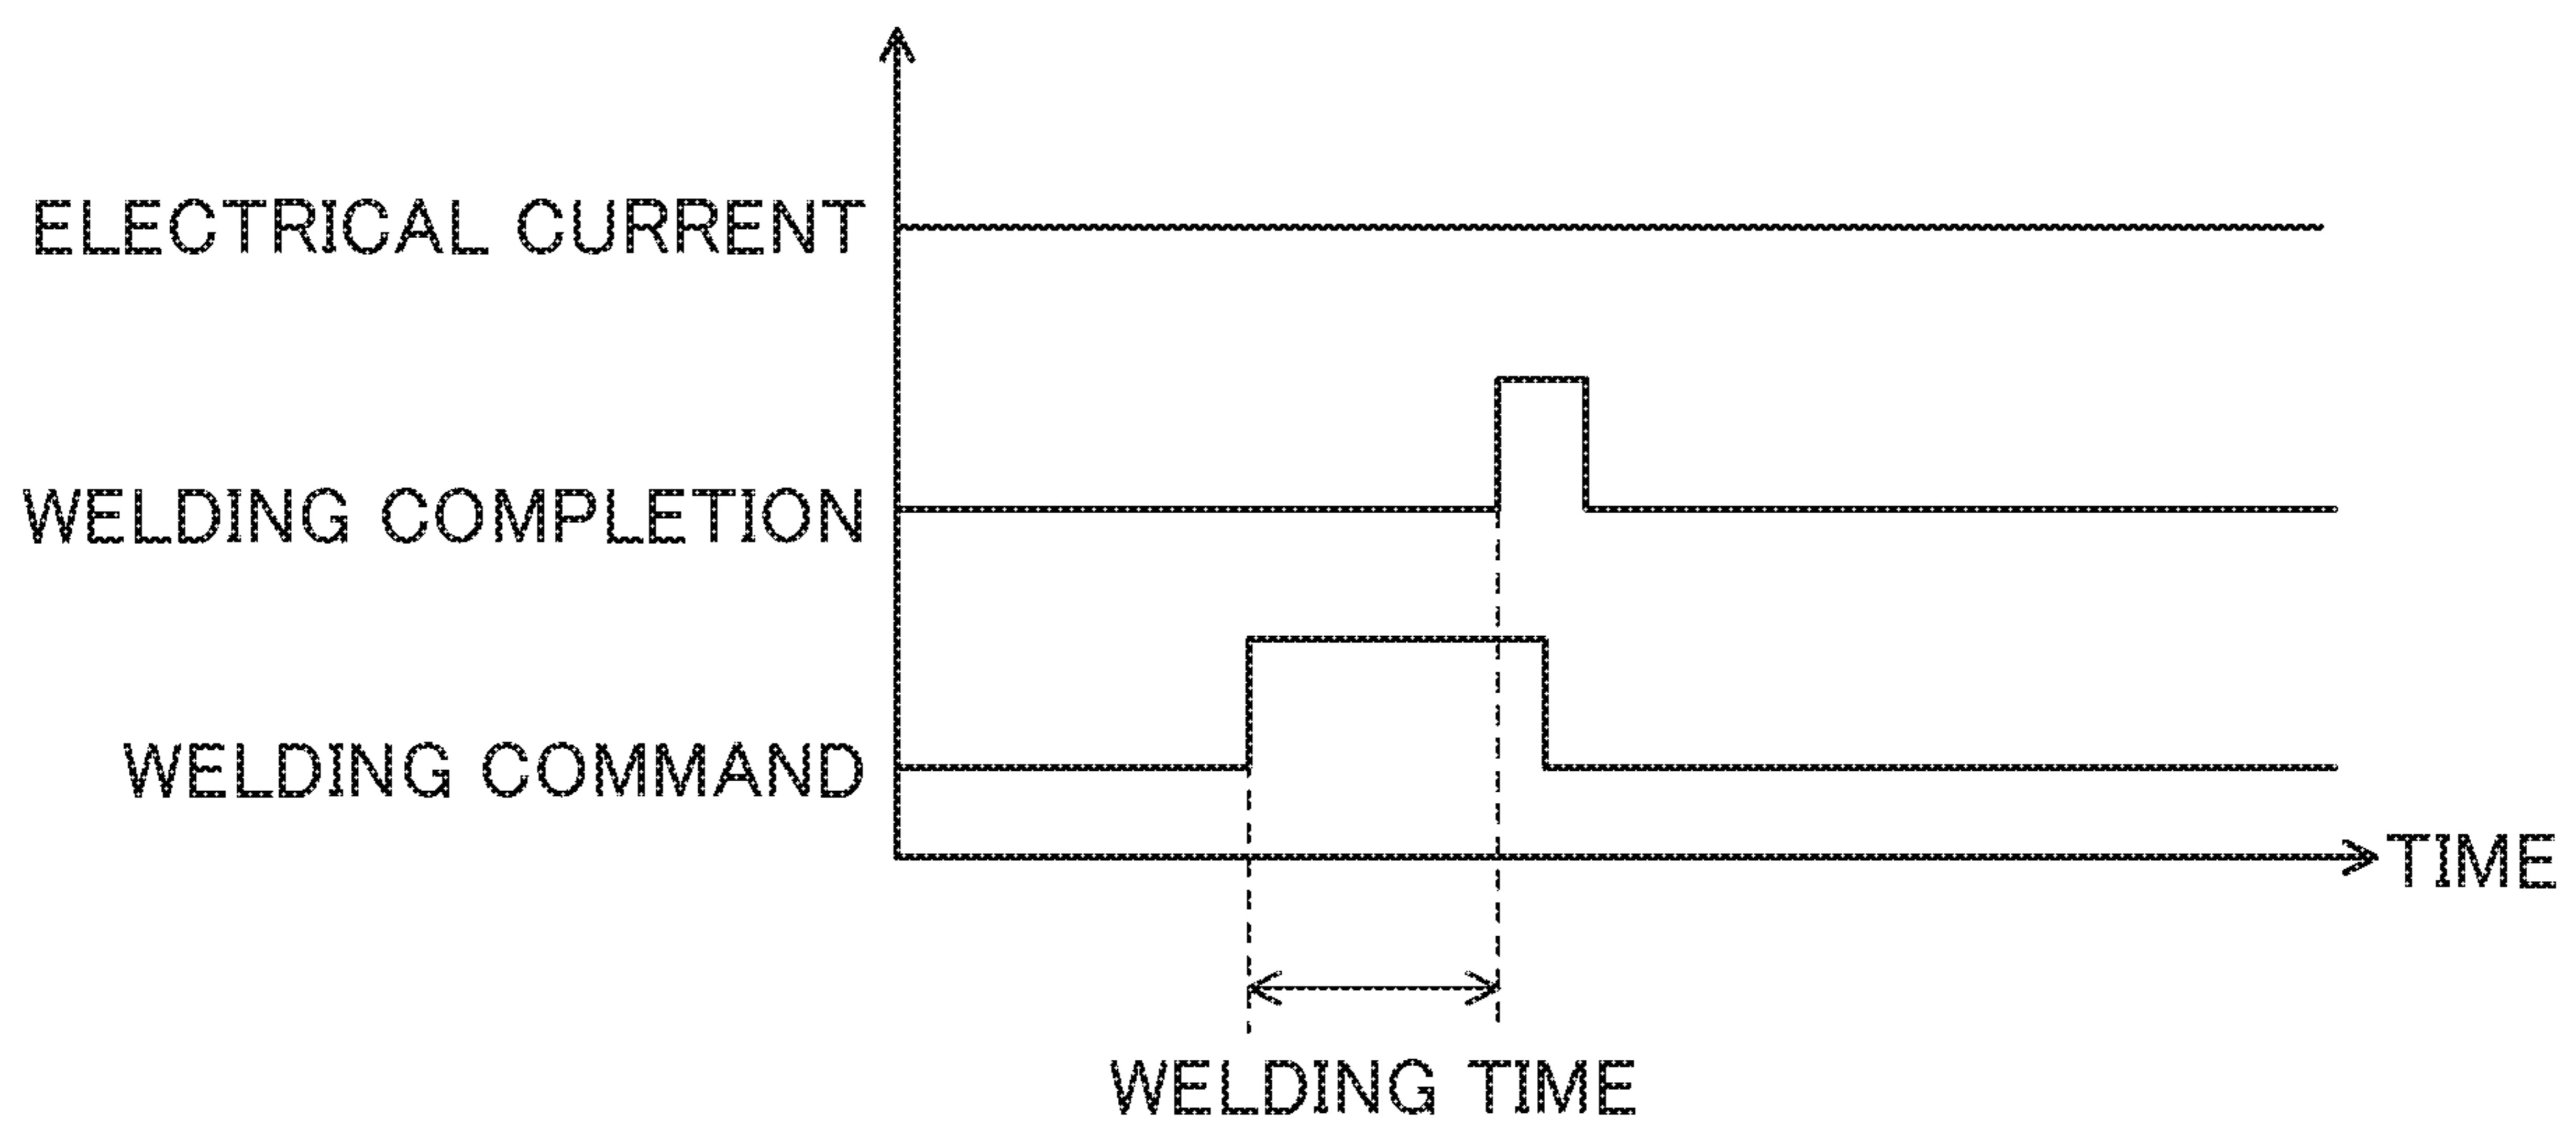 ELECTRICAL CURRENT
WELDING COMPLETION
WELDING COMMAND
TIME
WELDING TIME